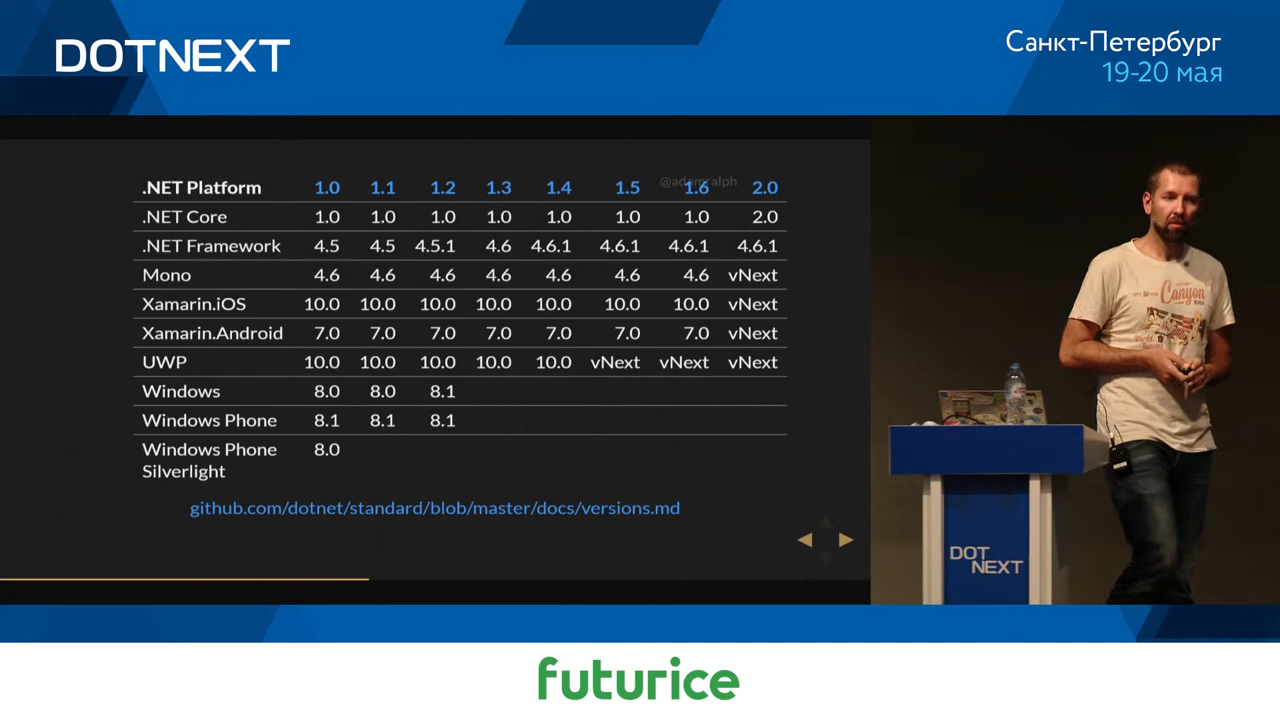 DOTNEXT
Санкт-Петербург
19-20 мая
@adamralph
.NET Platform 1.0 1.1 1.2 1.3 1.4 1.5 1.6 2.0
.NET Core 1.0 1.0 1.0 1.0 1.0 1.0 1.0 2.0
.NET Framework 4.5 4.5 4.5.1 4.6 4.6.1 4.6.1 4.6.1 4.6.1
Mono 4.6 4.6 4.6 4.6 4.6 4.6 4.6 vNext
Xamarin.iOS 10.0 10.0 10.0 10.0 10.0 10.0 10.0 vNext
Xamarin.Android 7.0 7.0 7.0 7.0 7.0 7.0 7.0 vNext
UWP 10.0 10.0 10.0 10.0 10.0 vNext vNext vNext
Windows 8.0 8.0 8.1
Windows Phone 8.1 8.1 8.1
Windows Phone 8.0
Silverlight
github.com/dotnet/standard/blob/master/docs/versions.md
Canyon
DOT
NEXT
futurice